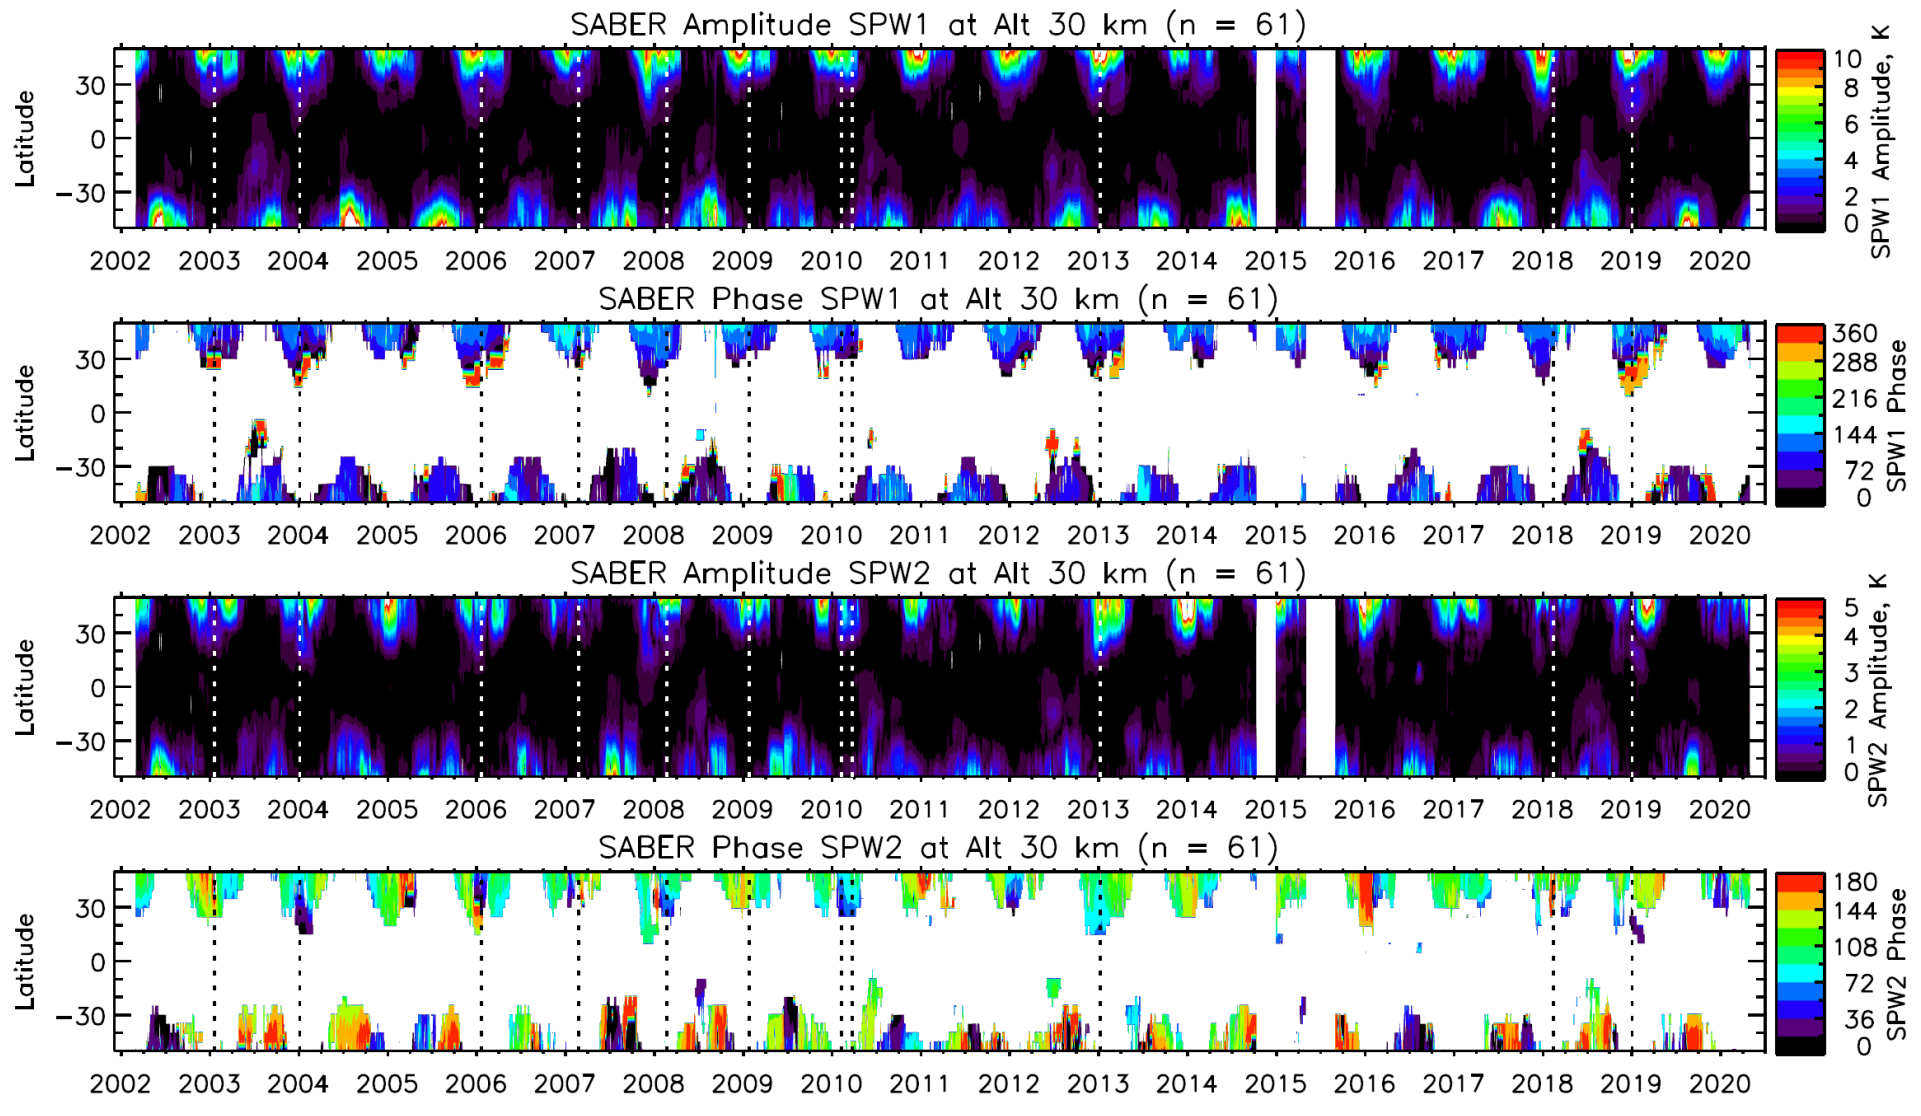 SABER Amplitude SPW1 at Alt 30 km (n = 61)
Latitude
30
0
−30
2002 2003 2004 2005 2006 2007 2008 2009 2010 2011 2012 2013 2014 2015 2016 2017 2018 2019 2020
10
8
6
4
2
0
SPW1 Amplitude, K
SABER Phase SPW1 at Alt 30 km (n = 61)
Latitude
30
0
−30
2002 2003 2004 2005 2006 2007 2008 2009 2010 2011 2012 2013 2014 2015 2016 2017 2018 2019 2020
360
288
216
144
72
0
SPW1 Phase
SABER Amplitude SPW2 at Alt 30 km (n = 61)
Latitude
30
0
−30
2002 2003 2004 2005 2006 2007 2008 2009 2010 2011 2012 2013 2014 2015 2016 2017 2018 2019 2020
5
4
3
2
1
0
SPW2 Amplitude, K
SABER Phase SPW2 at Alt 30 km (n = 61)
Latitude
30
0
−30
2002 2003 2004 2005 2006 2007 2008 2009 2010 2011 2012 2013 2014 2015 2016 2017 2018 2019 2020
180
144
108
72
36
0
SPW2 Phase